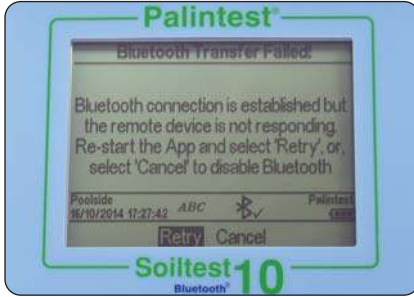 Palintest®
Bluetooth Transfer Failed!
Bluetooth connection is established but
the remote device is not responding.
Re-start the App and select 'Retry', or,
select 'Cancel' to disable Bluetooth
Poolside ABC Palintest
16/10/2014 17:27:42
Retry Cancel
Soiltest 10
Bluetooth®